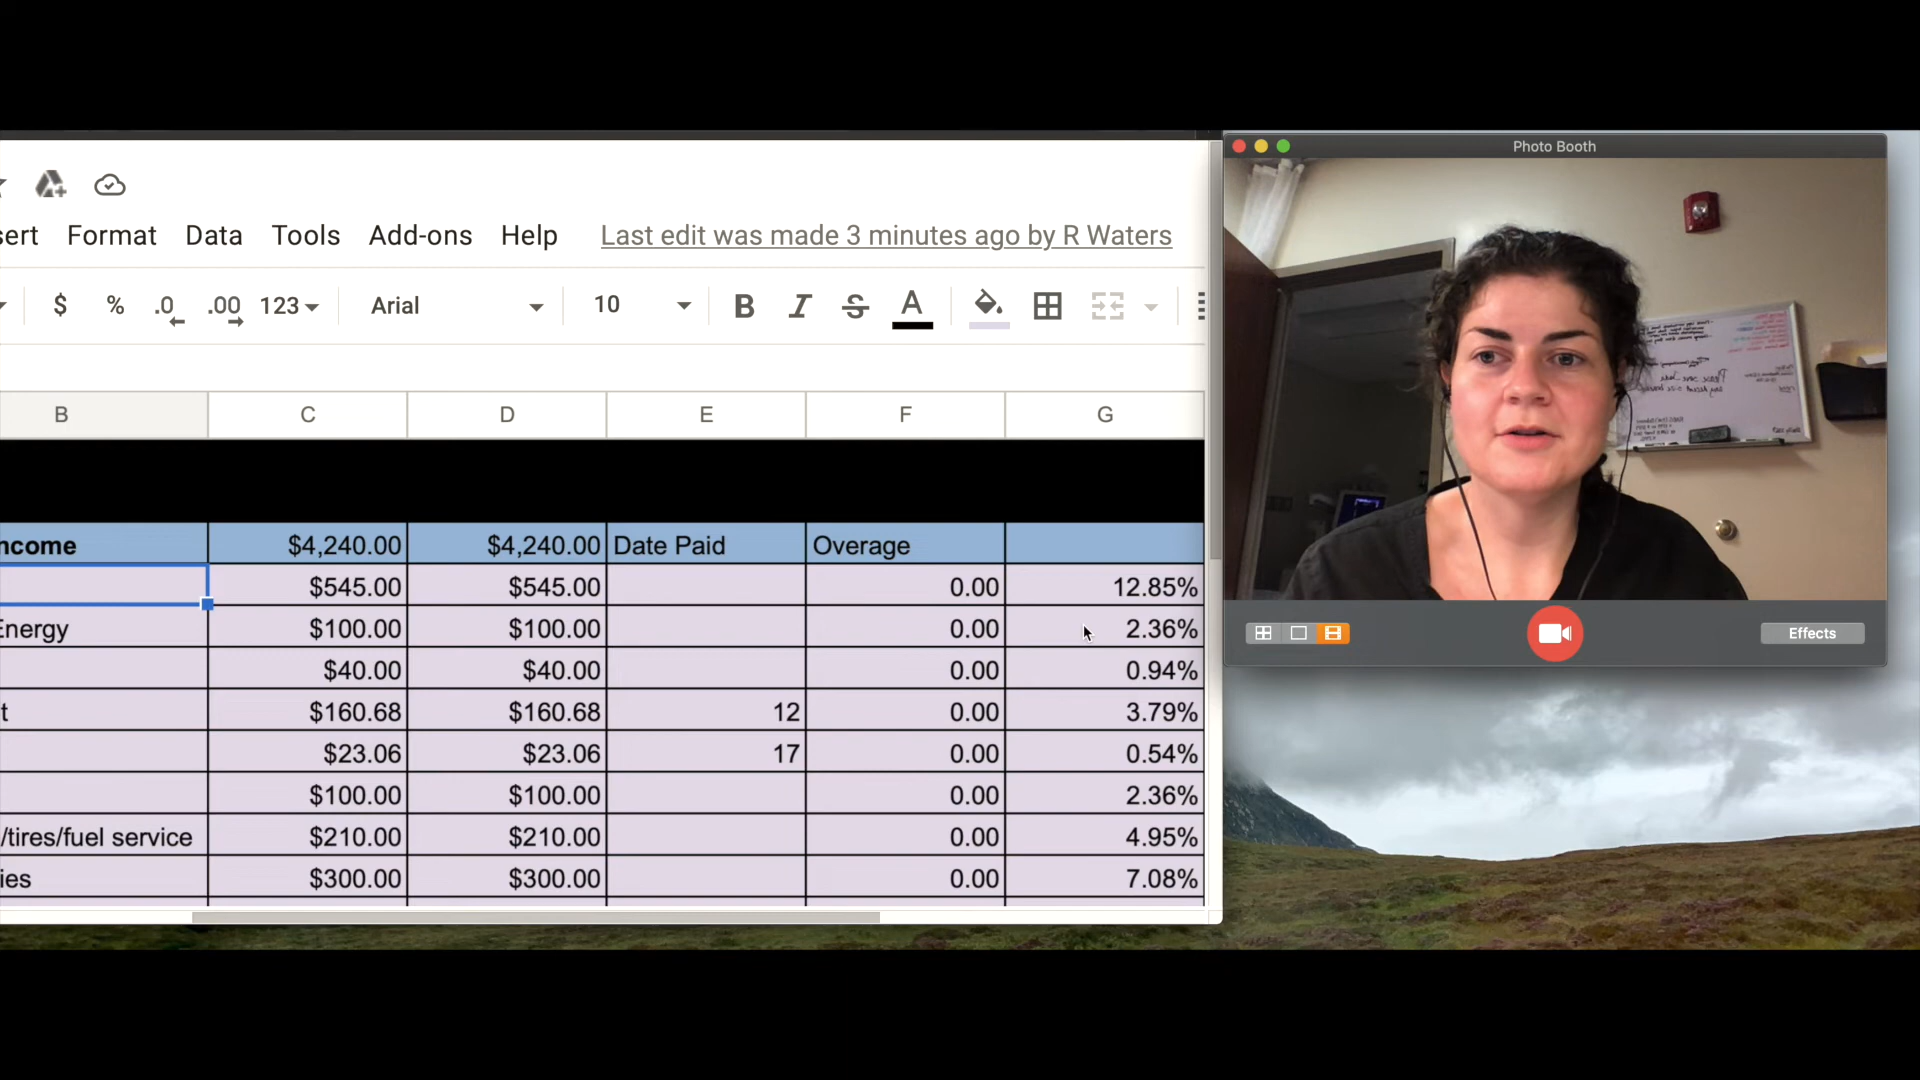 sert Format Data Tools Add-ons Help Last edit was made 3 minutes ago by R Waters
$ % .0 .00 123 Arial 10 B I S A
B C D E F G
ncome $4,240.00 $4,240.00 Date Paid Overage
$545.00 $545.00 0.00 12.85%
Energy $100.00 $100.00 0.00 2.36%
$40.00 $40.00 0.00 0.94%
t $160.68 $160.68 12 0.00 3.79%
$23.06 $23.06 17 0.00 0.54%
$100.00 $100.00 0.00 2.36%
/tires/fuel service $210.00 $210.00 0.00 4.95%
ies $300.00 $300.00 0.00 7.08%
Photo Booth
Effects